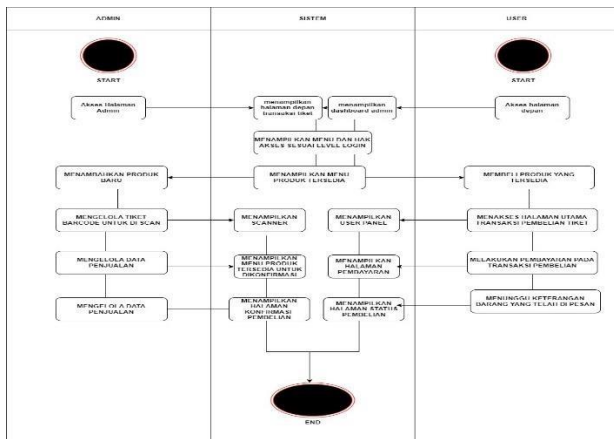 ADMIN
SISTEM
USER
START
START
Akses Halaman
Admin
menampilkan
halaman depan
transaksi tiket
menampilkan
dashboard admin
Akses halaman
depan
MENAMPILKAN MENU DAN HAK
AKSES SESUAI LEVEL LOGIN
MENAMBAHKAN PRODUK
BARU
MENAMPILKAN MENU
PRODUK TERSEDIA
MEMBELI PRODUK YANG
TERSEDIA
MENGELOLA TIKET
BARCODE UNTUK DI SCAN
MENAMPILKAN
SCANNER
MENAMPILKAN
USER PANEL
MENAKSES HALAMAN UTAMA
TRANSAKSI PEMBELIAN TIKET
MENGELOLA DATA
PENJUALAN
MENAMPILKAN
MENU PRODUK
TERSEDIA UNTUK
DIKONFIRMASI
MENAMPILKAN
HALAMAN
PEMBAYARAN
MELAKUKAN PEMBAYARAN PADA
TRANSAKSI PEMBELIAN
MENGELOLA DATA
PENJUALAN
MENAMPILKAN
HALAMAN
KONFIRMASI
PEMBELIAN
MENAMPILKAN
HALAMAN STATUS
PEMBELIAN
MENUNGGU KETERANGAN
BARANG YANG TELAH DI PESAN
END